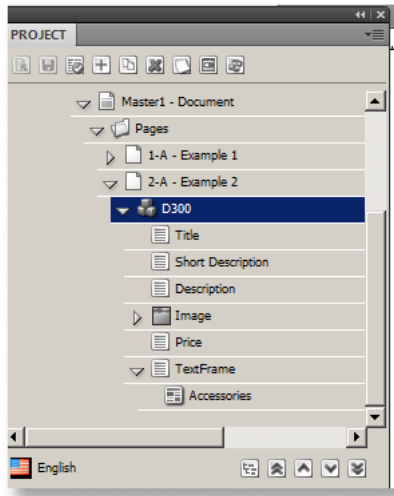 PROJECT
Master1 - Document
Pages
1-A - Example 1
2-A - Example 2
D300
Title
Short Description
Description
Image
Price
TextFrame
Accessories
English